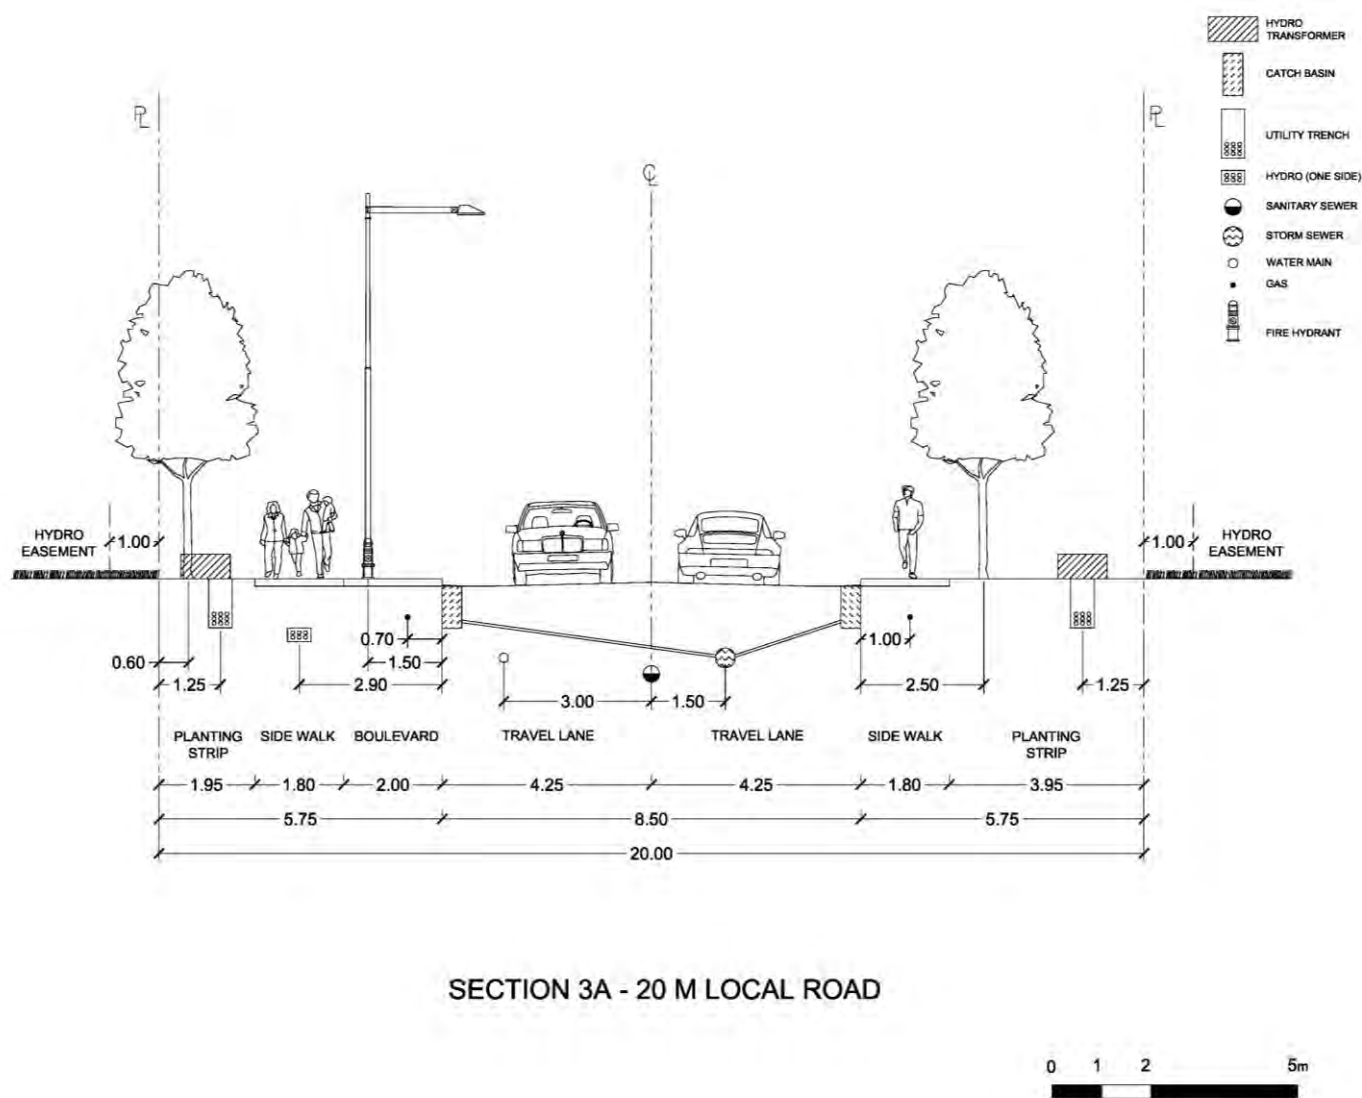 HYDRO
TRANSFORMER
CATCH BASIN
UTILITY TRENCH
HYDRO (ONE SIDE)
SANITARY SEWER
STORM SEWER
WATER MAIN
GAS
FIRE HYDRANT
PL
CL
PL
HYDRO
EASEMENT
1.00
1.00
HYDRO
EASEMENT
0.60
1.25
0.70
1.50
2.90
3.00
1.50
1.00
2.50
1.25
PLANTING
STRIP
SIDE WALK
BOULEVARD
TRAVEL LANE
TRAVEL LANE
SIDE WALK
PLANTING
STRIP
1.95
1.80
2.00
4.25
4.25
1.80
3.95
5.75
8.50
5.75
20.00
SECTION 3A - 20 M LOCAL ROAD
0 1 2 5m